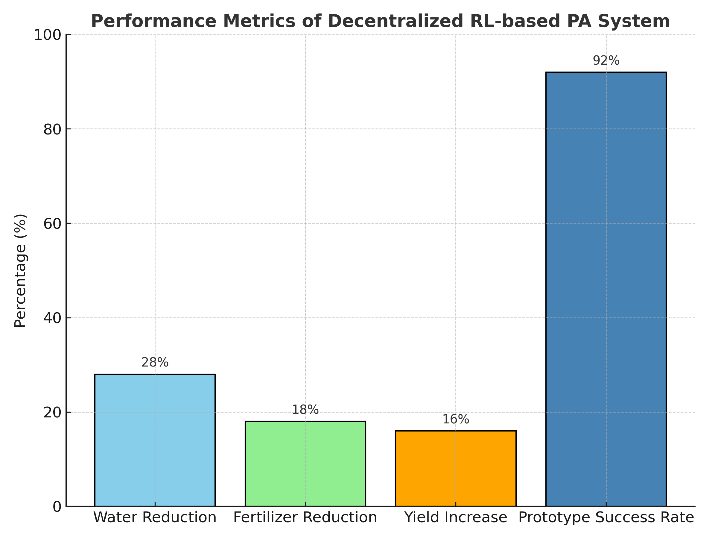 Performance Metrics of Decentralized RL-based PA System
Percentage (%)
100
80
60
40
20
0
28%
18%
16%
92%
Water Reduction
Fertilizer Reduction
Yield Increase
Prototype Success Rate